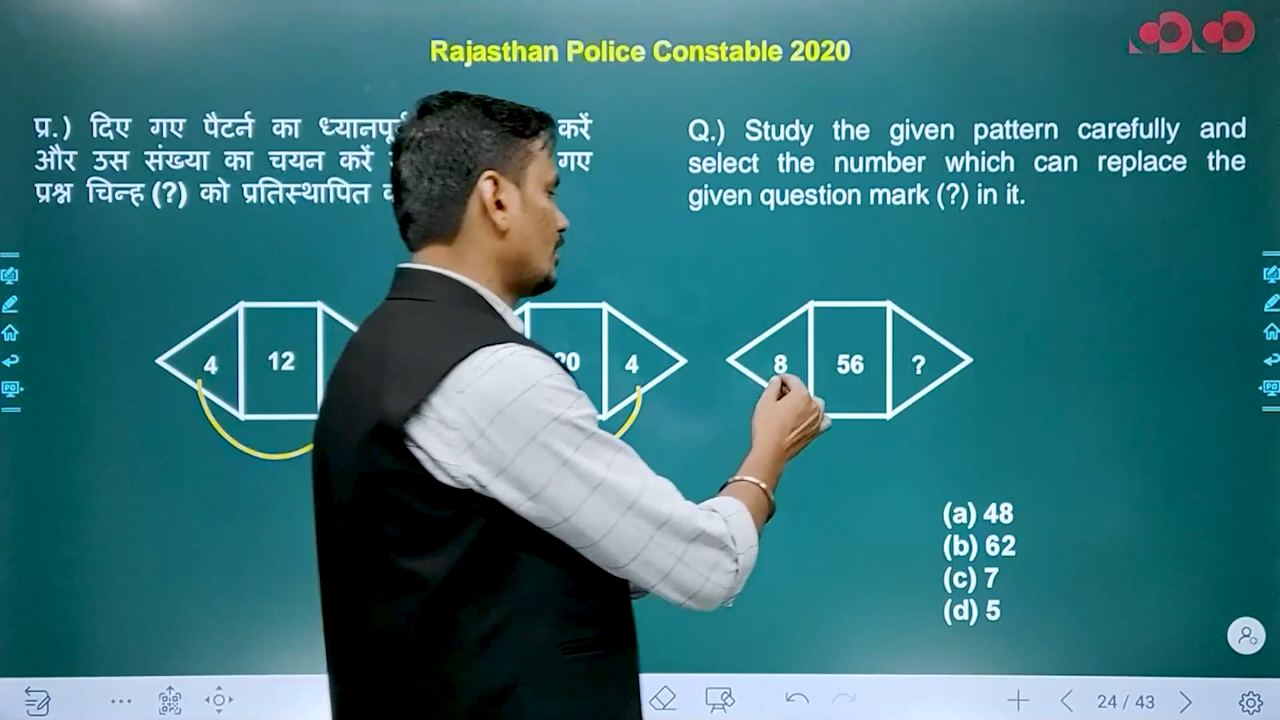 Rajasthan Police Constable 2020
प्र.) दिए गए पैटर्न का करें
और उस संख्या का चयन करें गए
प्रश्न चिन्ह (?) को प्रतिस्थापित
Q.) Study the given pattern carefully and
select the number which can replace the
given question mark (?) in it.
4 12 4 8 56 ?
(a) 48
(b) 62
(c) 7
(d) 5
24 / 43